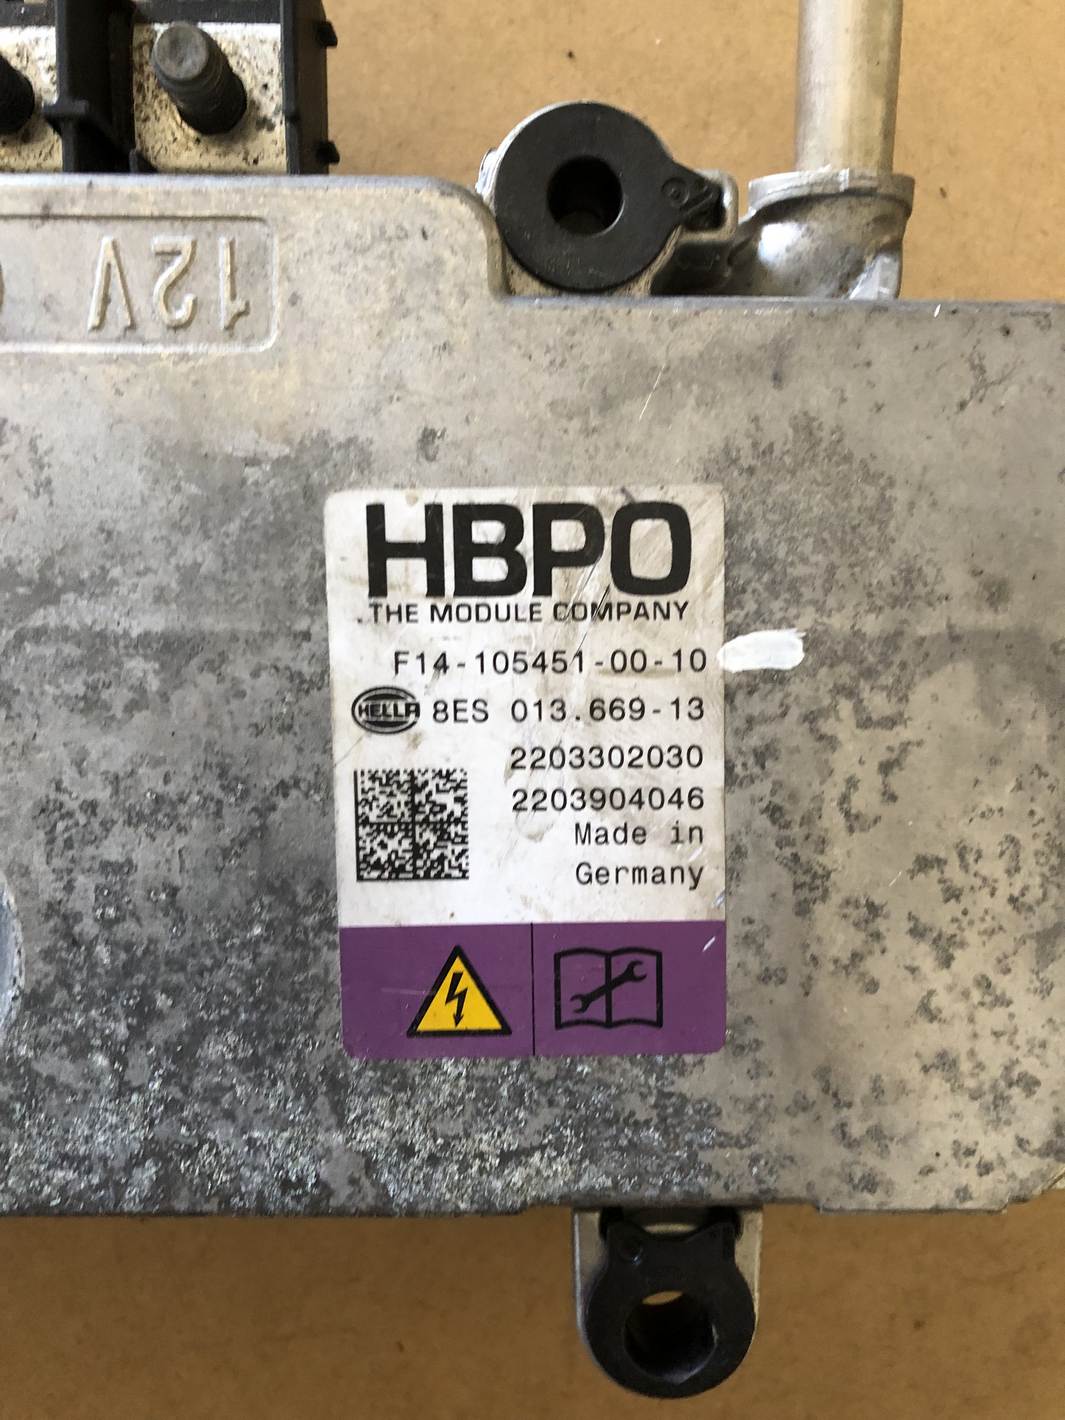 12V
HBPO
THE MODULE COMPANY
F14-105451-00-10
HELLA 8ES 013.669-13
2203302030
2203904046
Made in
Germany